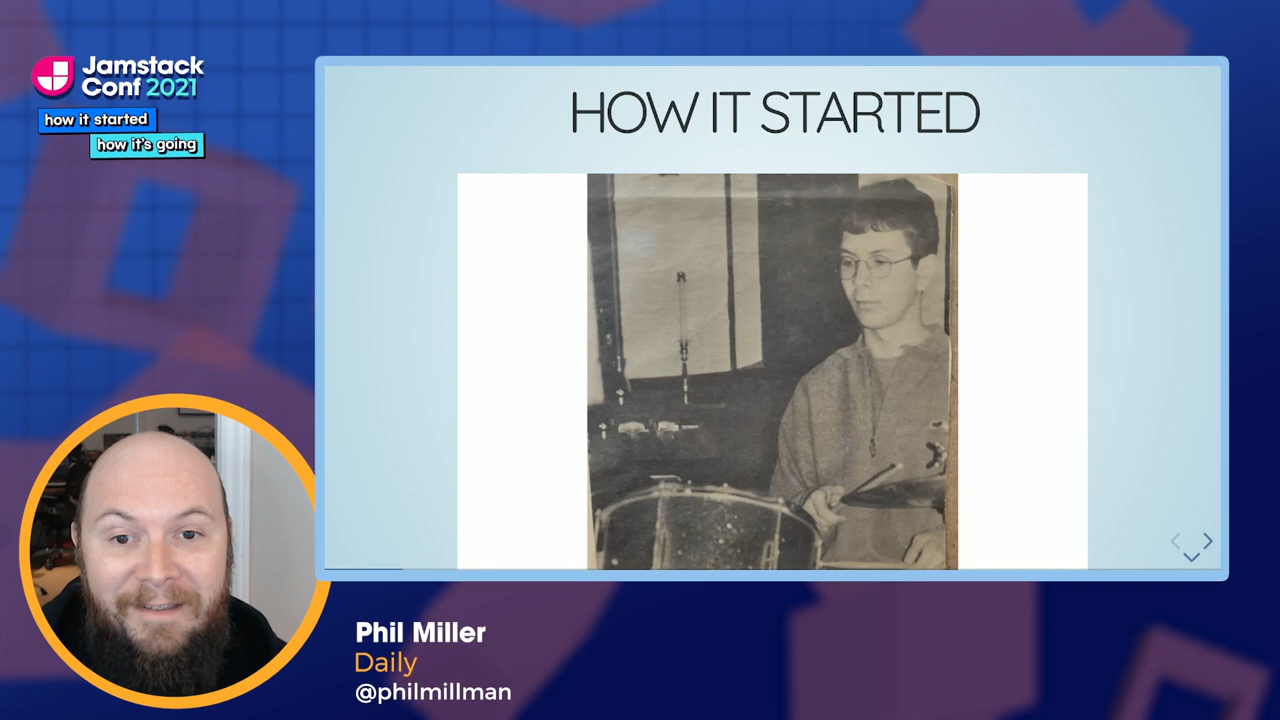 Jamstack
Conf 2021
how it started
how it's going
HOW IT STARTED
Phil Miller
Daily
@philmillman